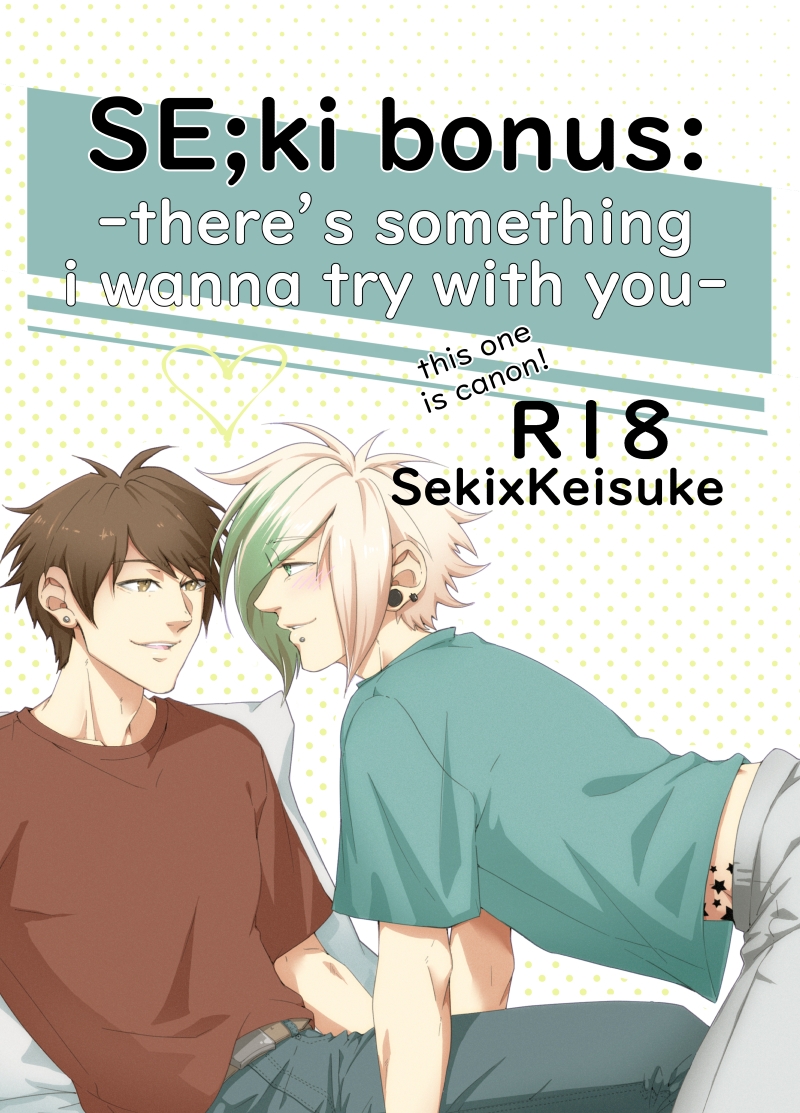 SE;ki bonus:
-there's something
i wanna try with you-
this one
is canon!
R18
SekixKeisuke